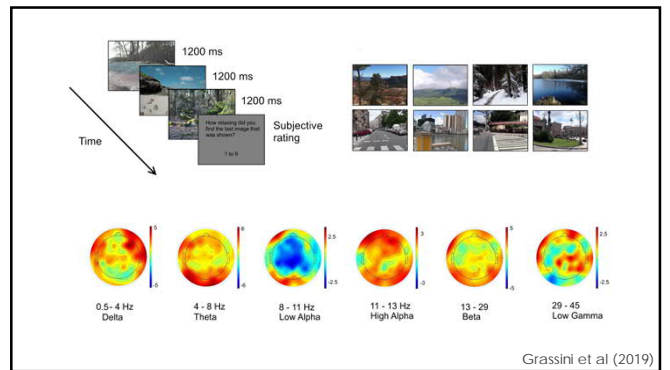 1200 ms
1200 ms
1200 ms
How relaxing did you
find the last image that
was shown?
1 to 9
Subjective
rating
Time
5
-5
6
-6
2.5
-2.5
3
-3
5
-5
2.5
-2.5
0.5 - 4 Hz
Delta
4 - 8 Hz
Theta
8 - 11 Hz
Low Alpha
11 - 13 Hz
High Alpha
13 - 29
Beta
29 - 45
Low Gamma
Grassini et al (2019)